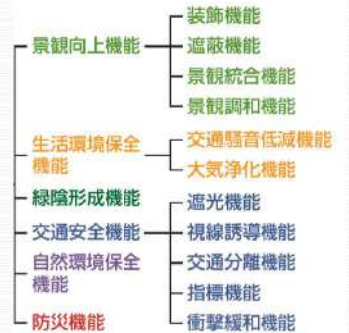 景観向上機能
装飾機能
遮蔽機能
景観統合機能
景観調和機能
生活環境保全
機能
交通騒音低減機能
大気浄化機能
緑陰形成機能
交通安全機能
遮光機能
視線誘導機能
交通分離機能
指標機能
衝撃緩和機能
自然環境保全
機能
防災機能